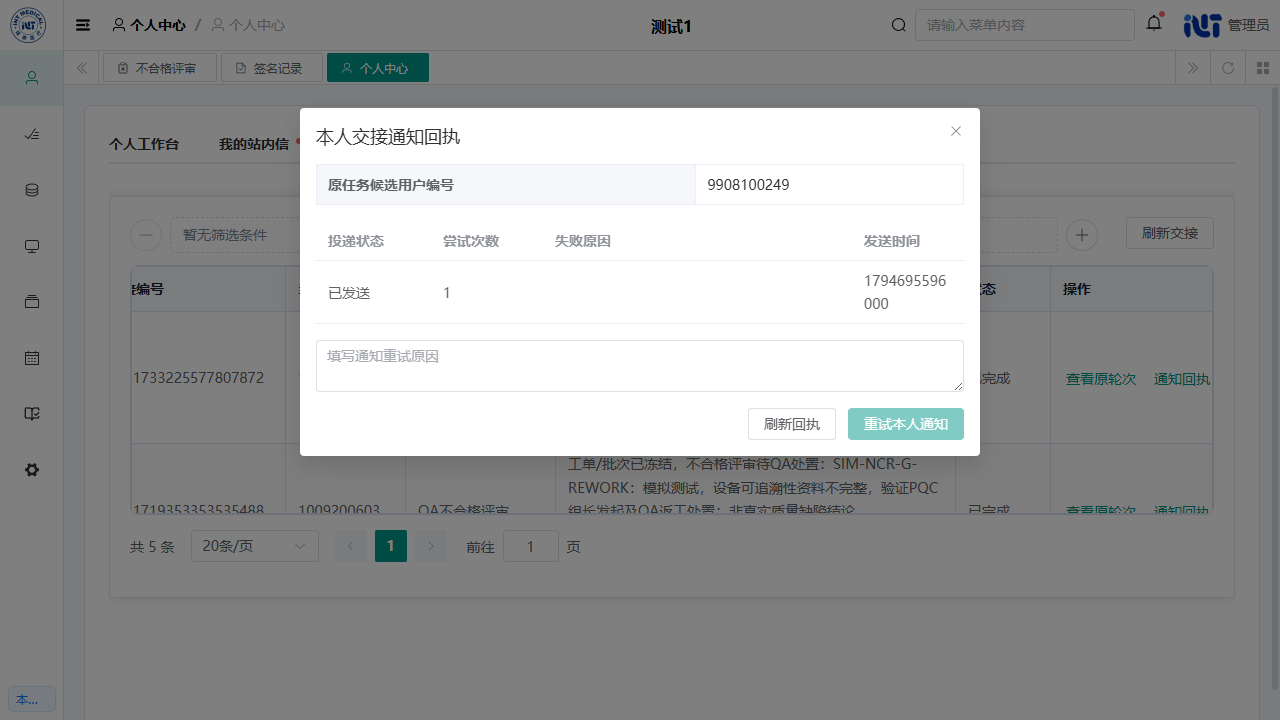 个人中心 / 个人中心
测试1
请输入菜单内容
管理员
不合格评审
签名记录
个人中心
个人工作台
我的站内信
本人交接通知回执
原任务候选用户编号
9908100249
投递状态
尝试次数
失败原因
发送时间
已发送
1
1794695596
000
填写通知重试原因
刷新回执
重试本人通知
暂无筛选条件
刷新交接
编号
态
操作
1733225577807872
完成
查看原轮次
通知回执
工单/批次已冻结，不合格评审待QA处置：SIM-NCR-G-
REWORK：模拟测试，设备可追溯性资料不完整，验证PQC
组长发起及QA返工处置；非真实质量缺陷结论
1719353353535488
1009200603
QA不合格评审
已完成
查看原轮次
通知回执
共 5 条
20条/页
1
前往
1
页
本...